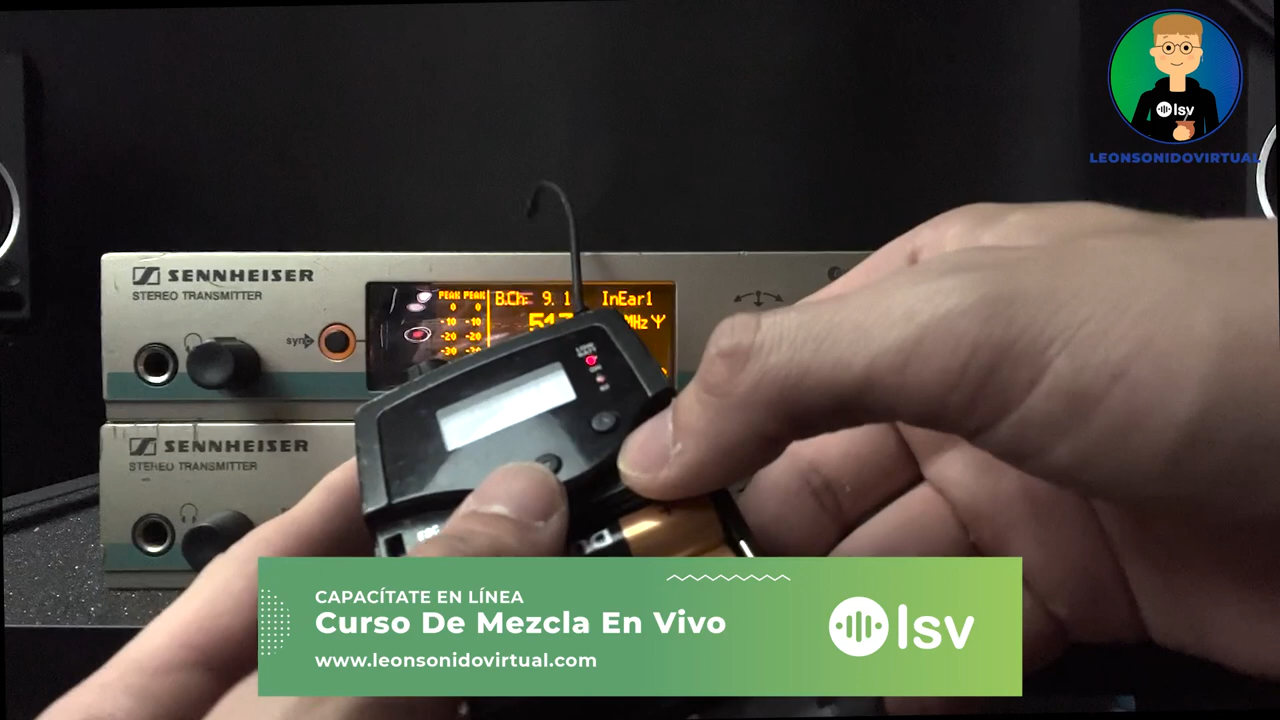 lsv
LEONSONIDOVIRTUAL
SENNHEISER
STEREO TRANSMITTER
sync
PEAK PEAK
0 0
-10 -10
-20 -20
-30 -30
B.Ch: 9. 1 InEar1
MHz
LOW
SENNHEISER
STEREO TRANSMITTER
CAPACÍTATE EN LÍNEA
Curso De Mezcla En Vivo
www.leonsonidovirtual.com
lsv